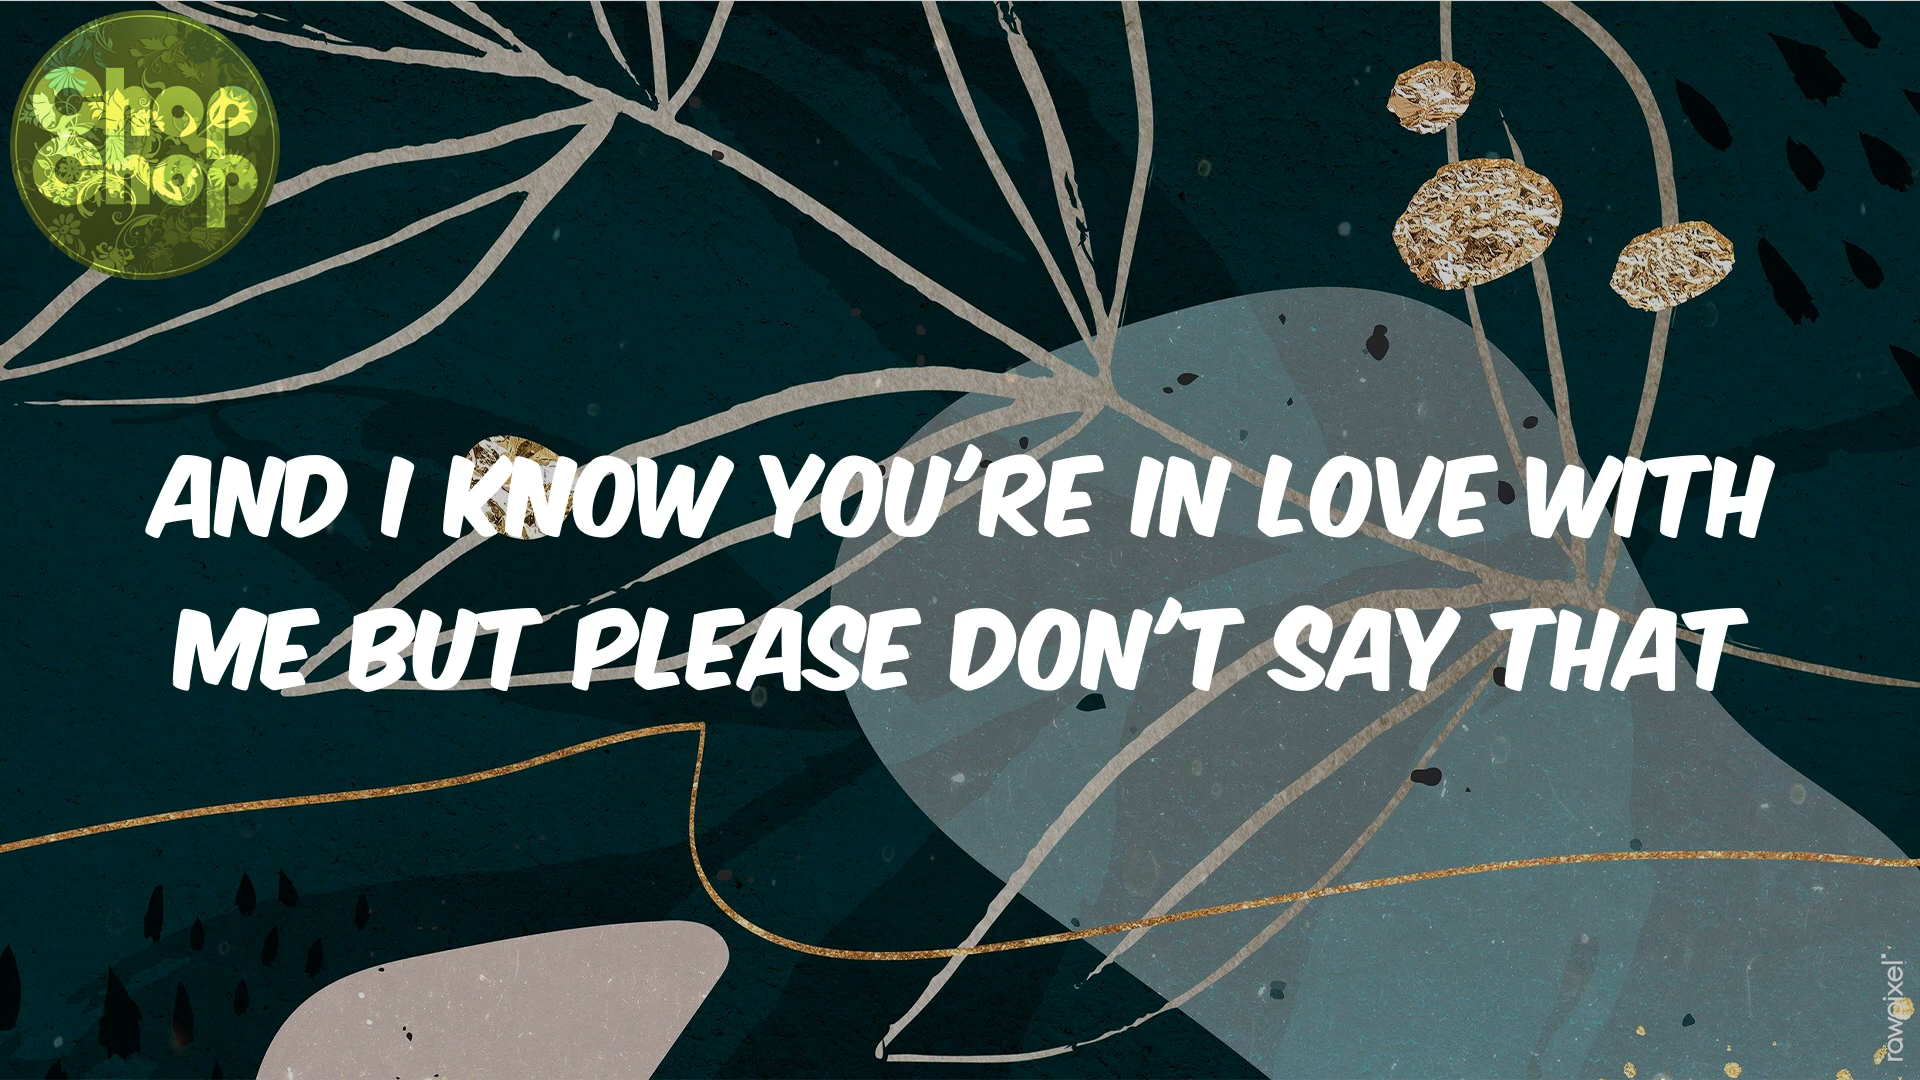 Chop
Chop
AND I KNOW YOU'RE IN LOVE WITH
ME BUT PLEASE DON'T SAY THAT
rawpixel